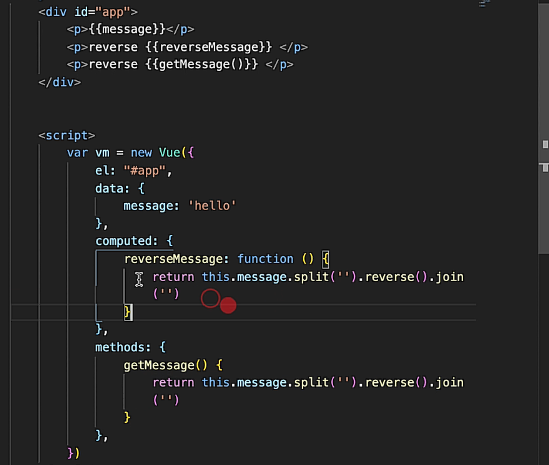 <div id="app">
<p>{{message}}</p>
<p>reverse {{reverseMessage}} </p>
<p>reverse {{getMessage()}} </p>
</div>
<script>
var vm = new Vue({
el: "#app",
data: {
message: 'hello'
},
computed: {
reverseMessage: function () {
return this.message.split('').reverse().join
('')
}
},
methods: {
getMessage() {
return this.message.split('').reverse().join
('')
}
},
})